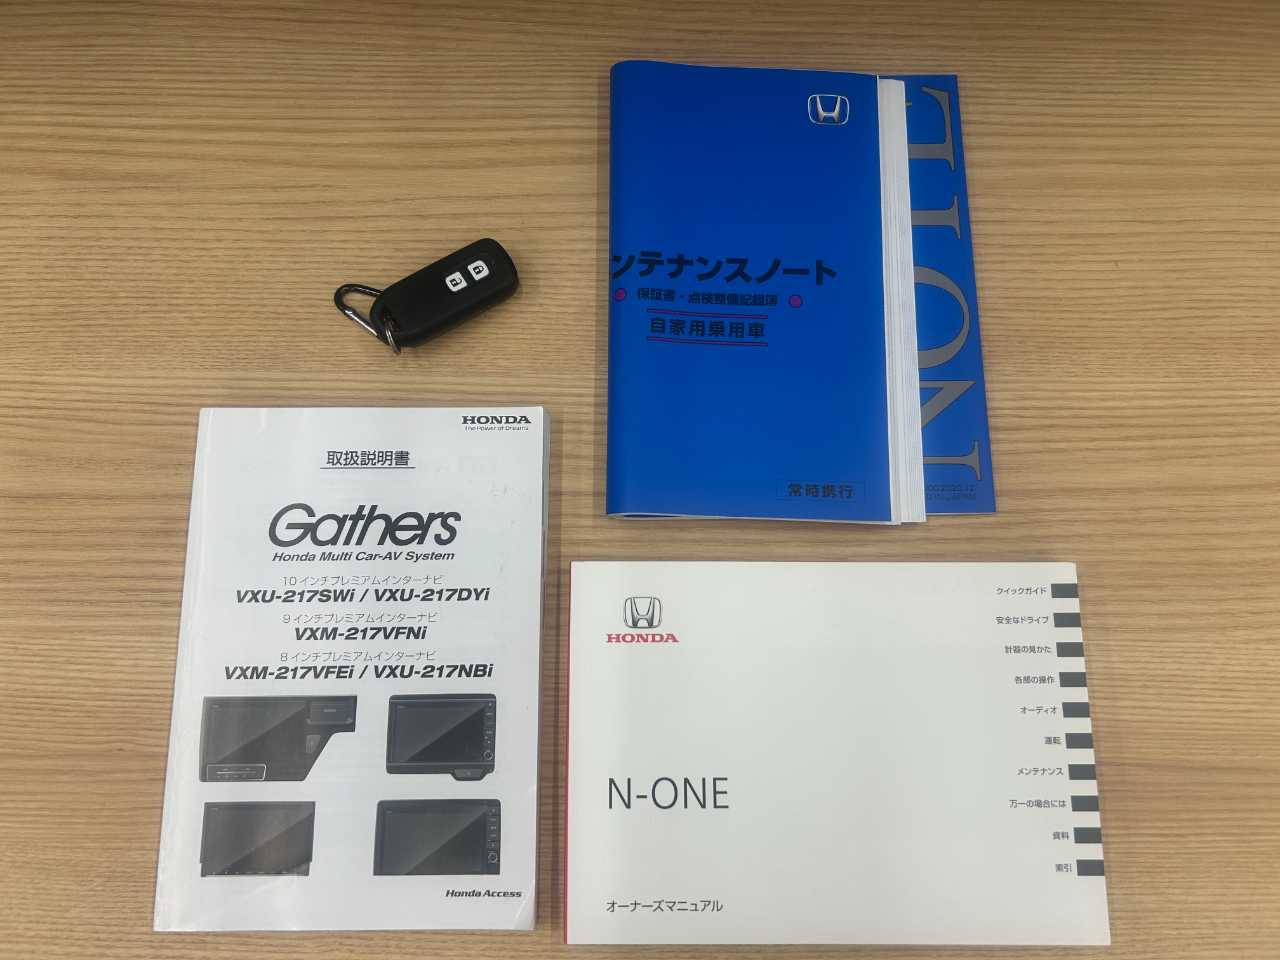 ンテナンスノート
保証書・点検整備記録簿
自家用乗用車
常時携行
TION
HONDA
The Power of Dreams
取扱説明書
Gathers
Honda Multi Car-AV System
10インチプレミアムインターナビ
VXU-217SWi / VXU-217DYi
9インチプレミアムインターナビ
VXM-217VFNi
8インチプレミアムインターナビ
VXM-217VFEi / VXU-217NBi
Honda Access
HONDA
N-ONE
オーナーズマニュアル
クイックガイド
安全なドライブ
計器の見かた
各部の操作
オーディオ
運転
メンテナンス
万一の場合には
資料
索引